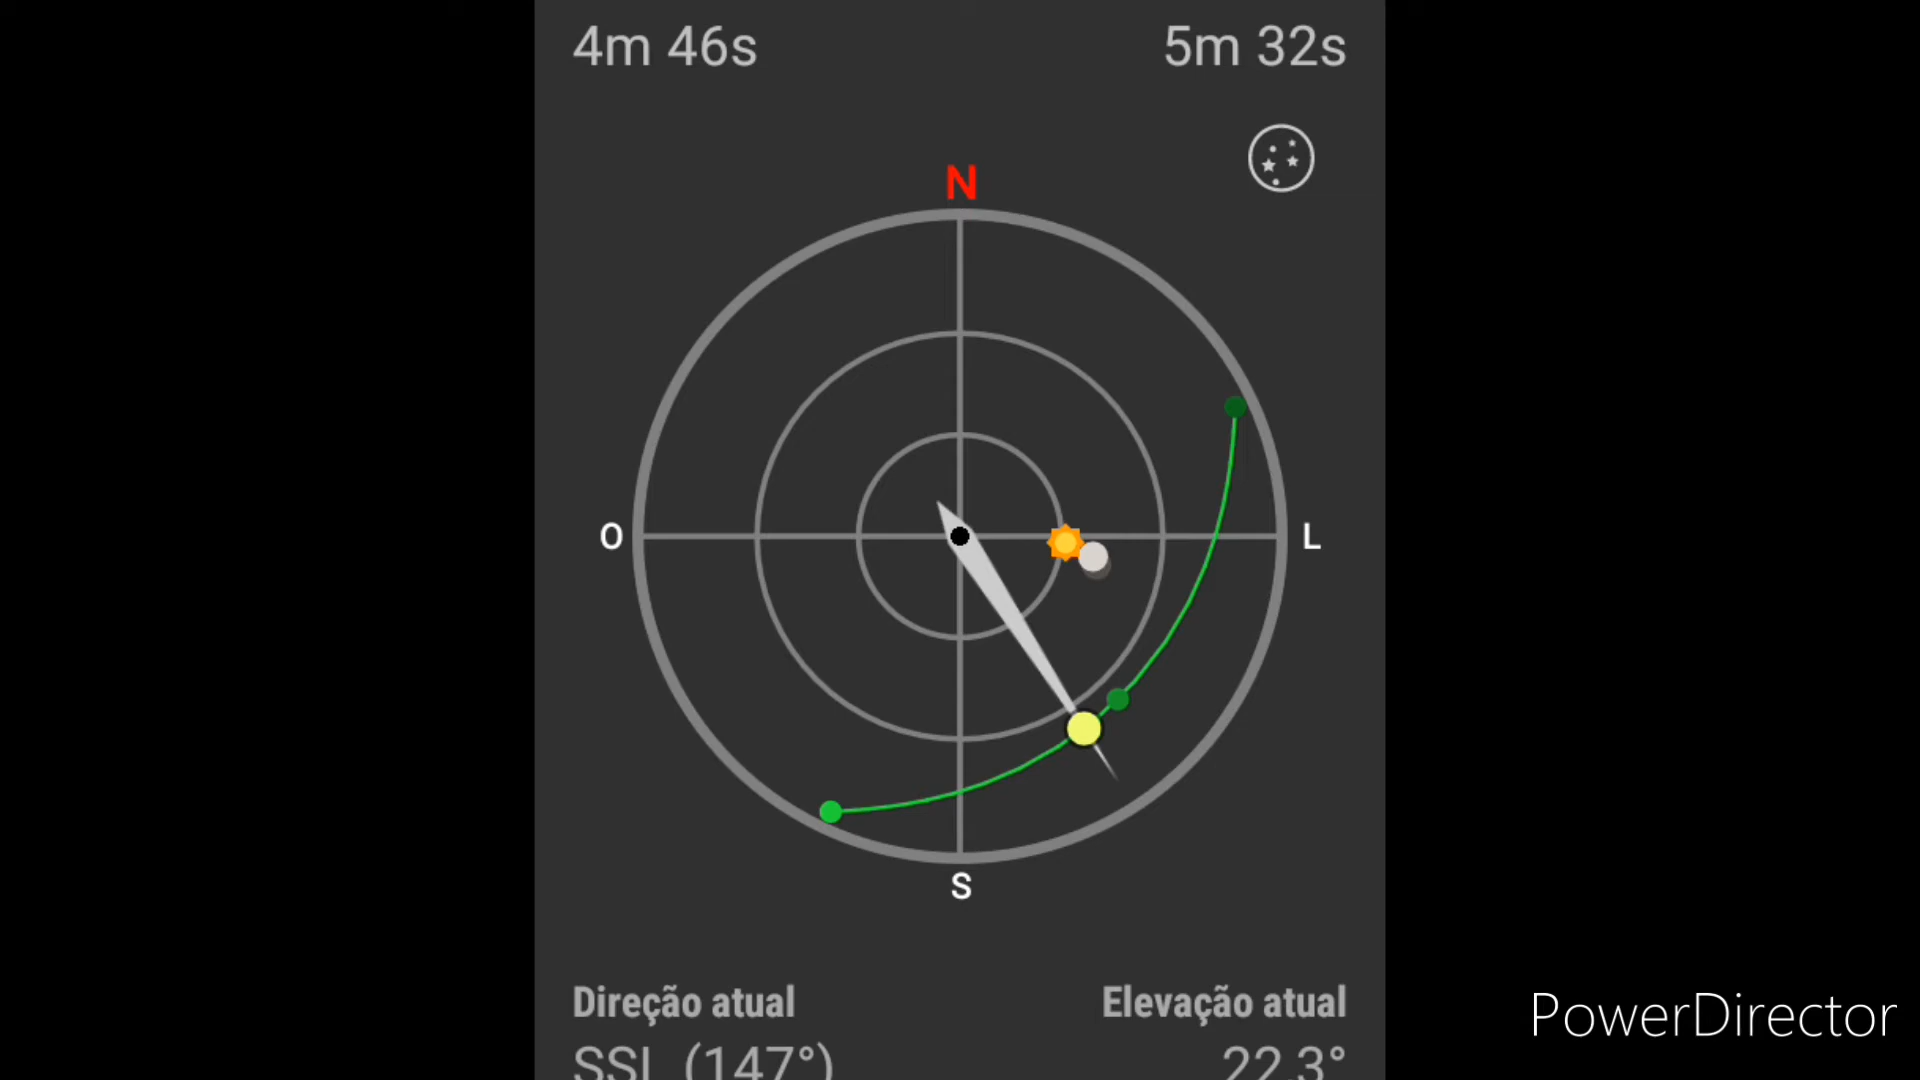 4m 46s 5m 32s
N
O L
S
Direção atual Elevação atual
SSL (147°) 22.3°
PowerDirector